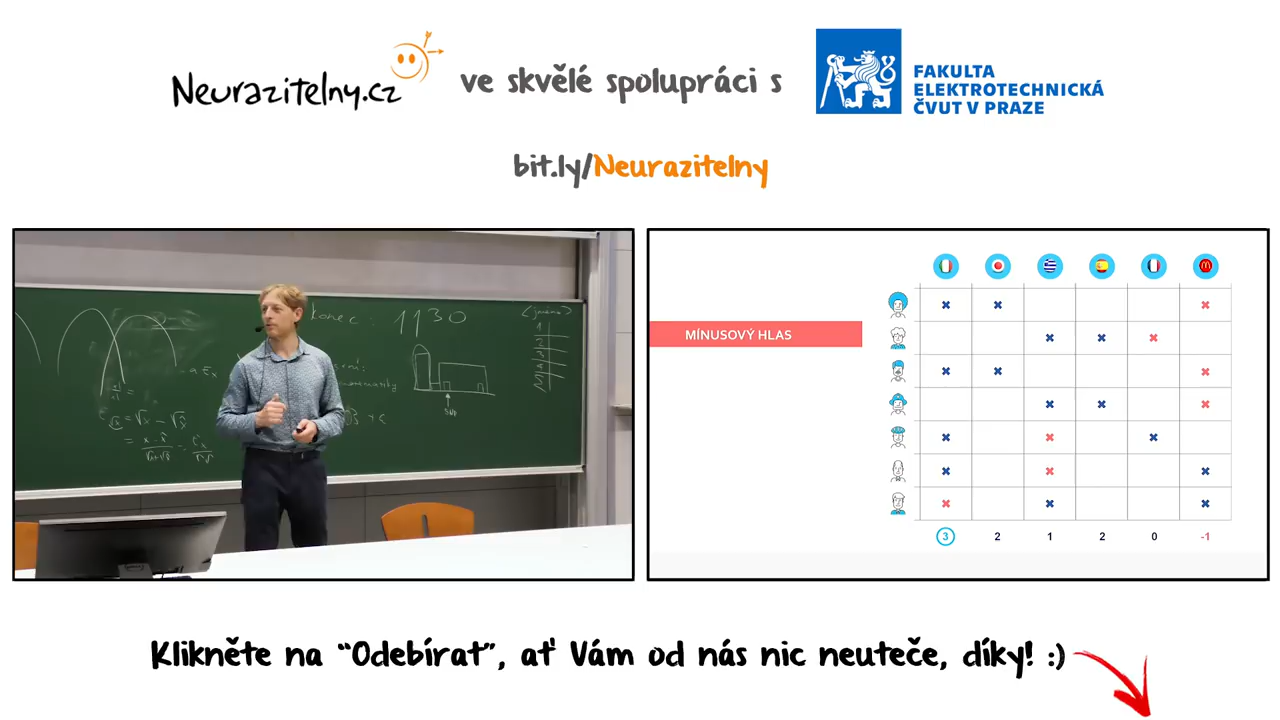 Neurazitelny.cz ve skvělé spolupráci s
FAKULTA
ELEKTROTECHNICKÁ
ČVUT V PRAZE
bit.ly/Neurazitelny
konec: 1130
MÍNUSOVÝ HLAS
3 2 1 2 0 -1
Klikněte na “Odebírat”, ať Vám od nás nic neuteče, díky! :)